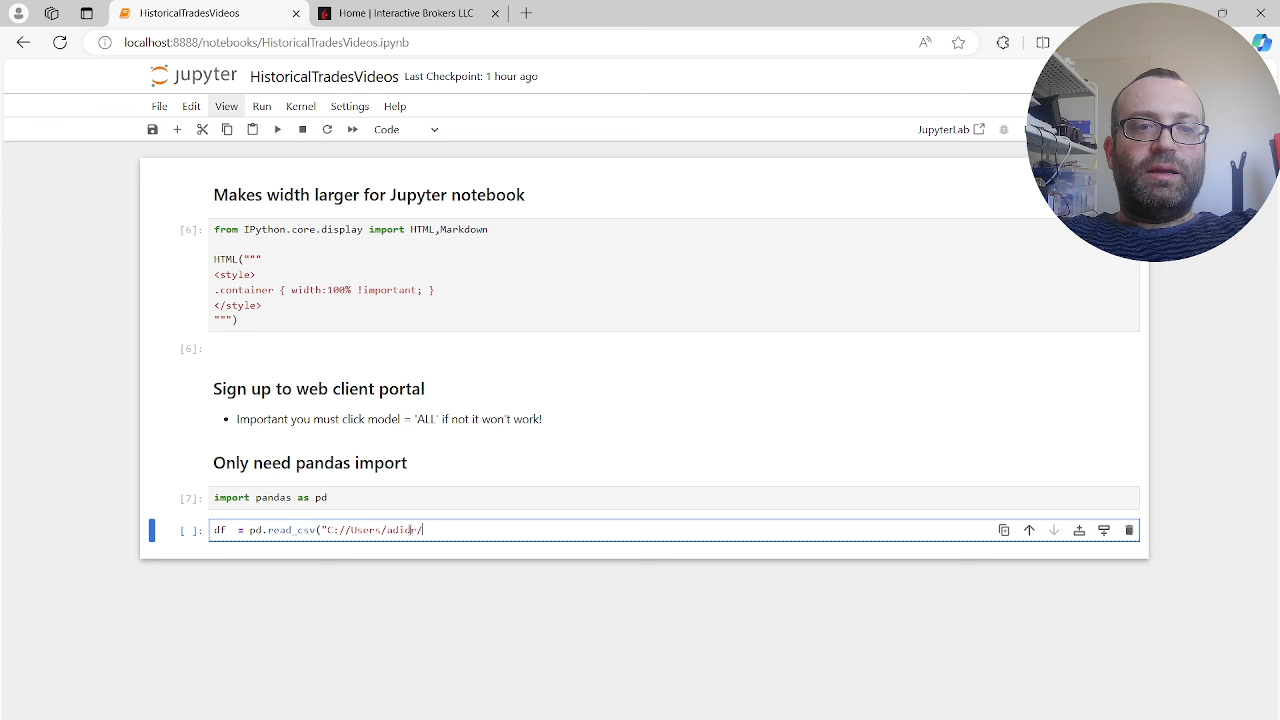 HistoricalTradesVideos
Home | Interactive Brokers LLC
localhost:8888/notebooks/HistoricalTradesVideos.ipynb
jupyter HistoricalTradesVideos Last Checkpoint: 1 hour ago
File Edit View Run Kernel Settings Help
Code
JupyterLab
Makes width larger for Jupyter notebook
[6]: from IPython.core.display import HTML,Markdown
HTML("""
<style>
.container { width:100% !important; }
</style>
""")
[6]:
Sign up to web client portal
• Important you must click model = 'ALL' if not it won't work!
Only need pandas import
[7]: import pandas as pd
[ ]: df = pd.read_csv("C://Users/adidr/